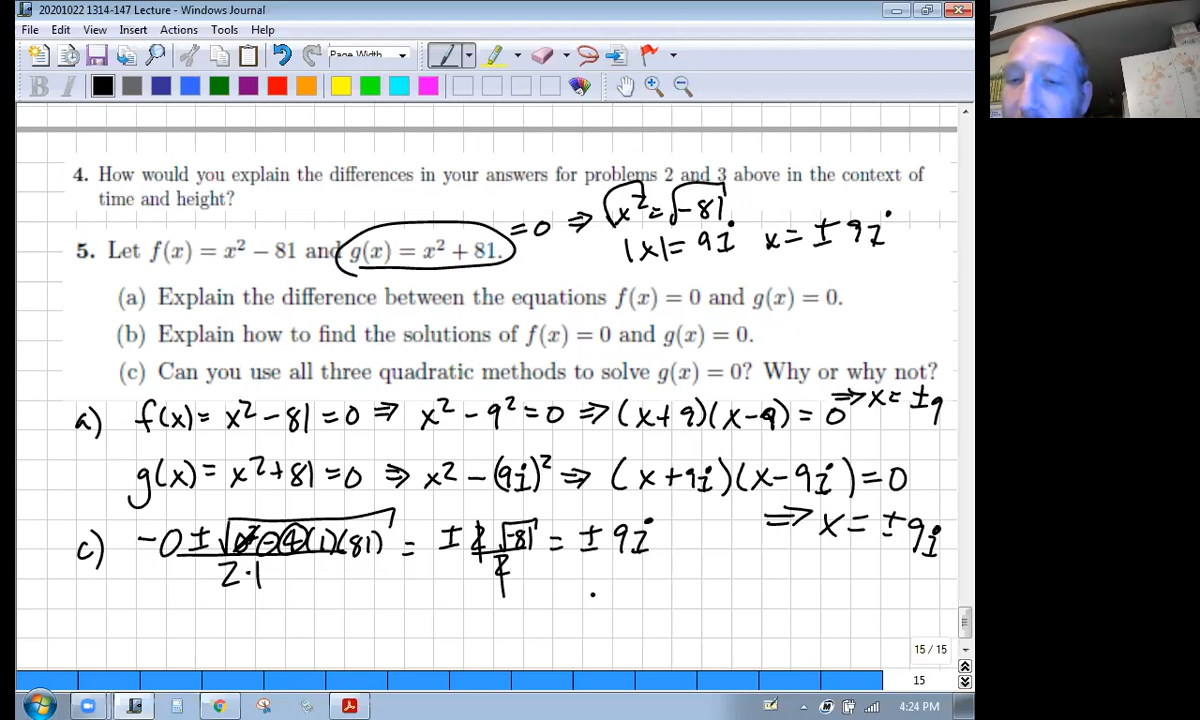 20201022 1314-147 Lecture - Windows Journal
File Edit View Insert Actions Tools Help
Page Width
B I
4. How would you explain the differences in your answers for problems 2 and 3 above in the context of
time and height?
= 0 ⇒ √x² = √-81
|x| = 9i x = ± 9i
5. Let f(x) = x² − 81 and g(x) = x² + 81.
(a) Explain the difference between the equations f(x) = 0 and g(x) = 0.
(b) Explain how to find the solutions of f(x) = 0 and g(x) = 0.
(c) Can you use all three quadratic methods to solve g(x) = 0? Why or why not?
a) f(x) = x² - 81 = 0 ⇒ x² - 9² = 0 ⇒ (x+9)(x-9) = 0 ⇒ x = ±9
g(x) = x² + 81 = 0 ⇒ x² - (9i)² ⇒ (x+9i)(x-9i) = 0
⇒ x = ±9i
c) -0 ± √0²-4(1)(81) / 2·1 = ± 2√-81 / 2 = ± 9i
15 / 15
15
4:24 PM